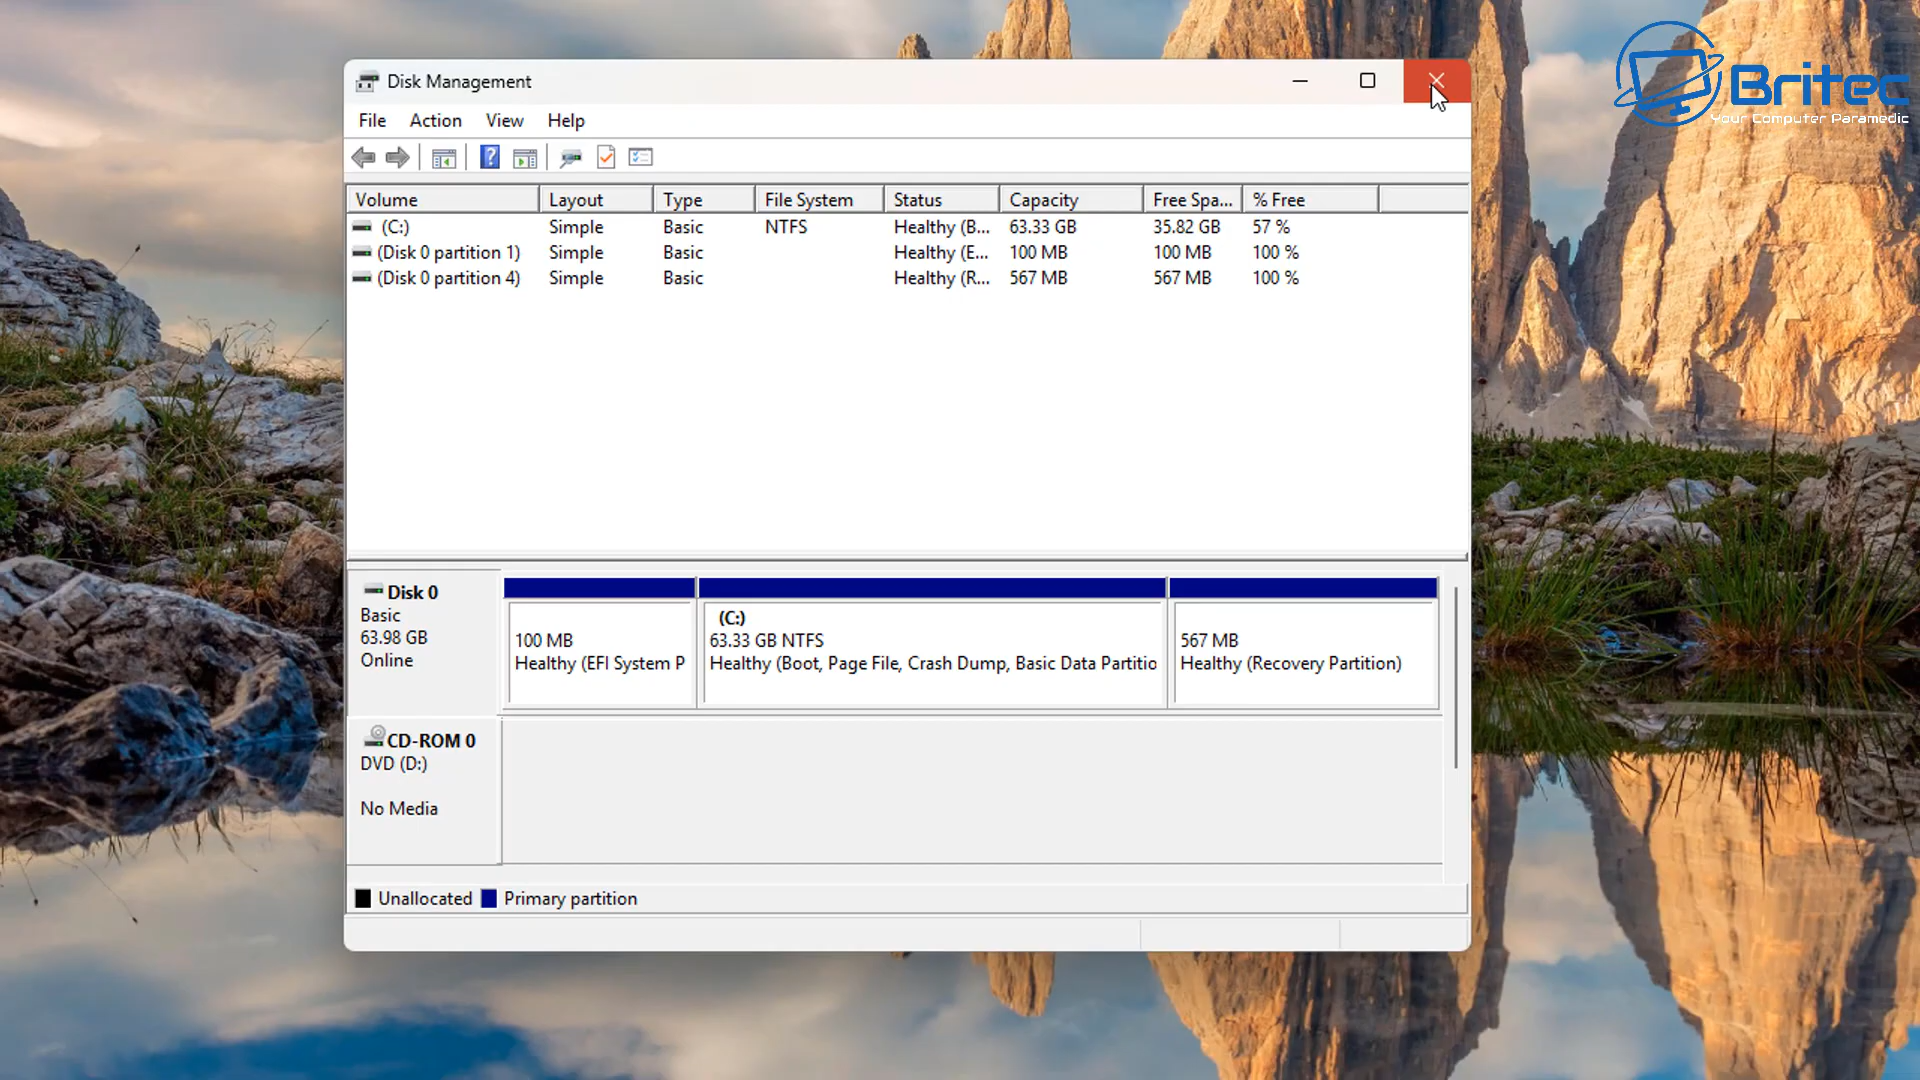 Britec
Your Computer Paramedic
Disk Management
File Action View Help
Volume Layout Type File System Status Capacity Free Spa... % Free
(C:) Simple Basic NTFS Healthy (B... 63.33 GB 35.82 GB 57 %
(Disk 0 partition 1) Simple Basic Healthy (E... 100 MB 100 MB 100 %
(Disk 0 partition 4) Simple Basic Healthy (R... 567 MB 567 MB 100 %
Disk 0
Basic
63.98 GB
Online
100 MB
Healthy (EFI System P
(C:)
63.33 GB NTFS
Healthy (Boot, Page File, Crash Dump, Basic Data Partitio
567 MB
Healthy (Recovery Partition)
CD-ROM 0
DVD (D:)
No Media
Unallocated Primary partition